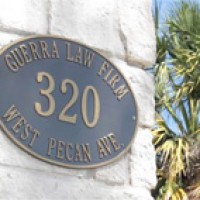 GUERRA LAW FIRM
320
WEST PECAN AVE.